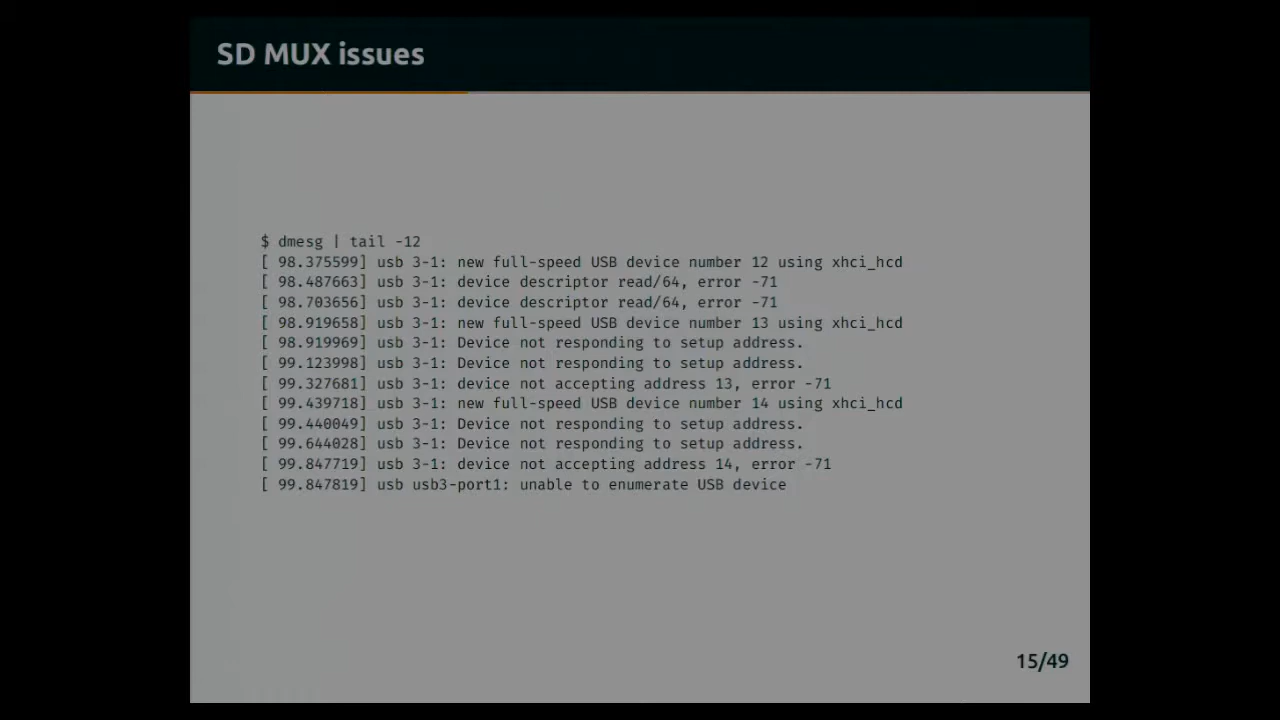 SD MUX issues
$ dmesg | tail -12
[ 98.375599] usb 3-1: new full-speed USB device number 12 using xhci_hcd
[ 98.487663] usb 3-1: device descriptor read/64, error -71
[ 98.703656] usb 3-1: device descriptor read/64, error -71
[ 98.919658] usb 3-1: new full-speed USB device number 13 using xhci_hcd
[ 98.919969] usb 3-1: Device not responding to setup address.
[ 99.123998] usb 3-1: Device not responding to setup address.
[ 99.327681] usb 3-1: device not accepting address 13, error -71
[ 99.439718] usb 3-1: new full-speed USB device number 14 using xhci_hcd
[ 99.440049] usb 3-1: Device not responding to setup address.
[ 99.644028] usb 3-1: Device not responding to setup address.
[ 99.847719] usb 3-1: device not accepting address 14, error -71
[ 99.847819] usb usb3-port1: unable to enumerate USB device
15/49